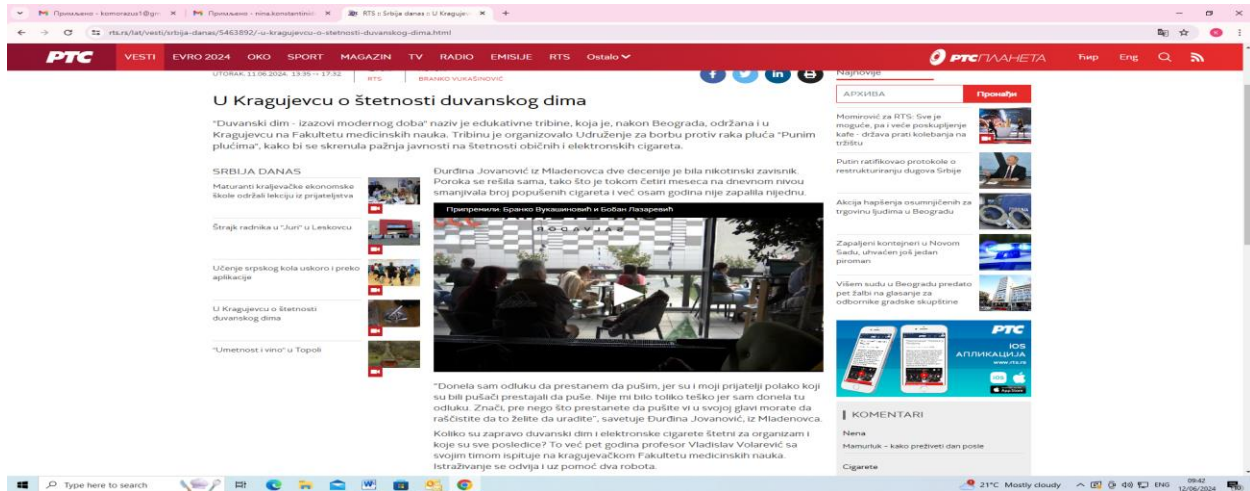 Примљено - komorazus1@gm
Примљено - nina.konstantinic
RTS :: Srbija danas :: U Kragujev
rts.rs/lat/vesti/srbija-danas/5463892/-u-kragujevcu-o-stetnosti-duvanskog-dima.html
РТС
VESTI EVRO 2024 OKO SPORT MAGAZIN TV RADIO EMISIJE RTS Ostalo
РТСПЛАНЕТА
Ћир Eng
UTORAK, 11.06.2024, 13:35 -> 17:32
RTS
BRANKO VUKAŠINOVIĆ
U Kragujevcu o štetnosti duvanskog dima
"Duvanski dim - izazovi modernog doba" naziv je edukativne tribine, koja je, nakon Beograda, održana i u
Kragujevcu na Fakultetu medicinskih nauka. Tribinu je organizovalo Udruženje za borbu protiv raka pluća "Punim
plućima", kako bi se skrenula pažnja javnosti na štetnosti običnih i elektronskih cigareta.
SRBIJA DANAS
Maturanti kraljevačke ekonomske
škole održali lekciju iz prijateljstva
Štrajk radnika u "Juri" u Leskovcu
Učenje srpskog kola uskoro i preko
aplikacije
U Kragujevcu o štetnosti
duvanskog dima
"Umetnost i vino" u Topoli
Đurđina Jovanović iz Mladenovca dve decenije je bila nikotinski zavisnik.
Poroka se rešila sama, tako što je tokom četiri meseca na dnevnom nivou
smanjivala broj popušenih cigareta i već osam godina nije zapalila nijednu.
Припремили: Бранко Вукашиновић и Бобан Лазаревић
"Donela sam odluku da prestanem da pušim, jer su i moji prijatelji polako koji
su bili pušači prestajali da puše. Nije mi bilo toliko teško jer sam donela tu
odluku. Znači, pre nego što prestanete da pušite vi u svojoj glavi morate da
raščistite da to želite da uradite", savetuje Đurđina Jovanović, iz Mladenovca.
Koliko su zapravo duvanski dim i elektronske cigarete štetni za organizam i
koje su sve posledice? To već pet godina profesor Vladislav Volarević sa
svojim timom ispituje na kragujevačkom Fakultetu medicinskih nauka.
Istraživanje se odvija i uz pomoć dva robota.
Najnovije
АРХИВА
Пронађи
Momirović za RTS: Sve je
moguće, pa i veće poskupljenje
kafe - država prati kolebanja na
tržištu
Putin ratifikovao protokole o
restrukturiranju dugova Srbije
Akcija hapšenja osumnjičenih za
trgovinu ljudima u Beogradu
Zapaljeni kontejneri u Novom
Sadu, uhvaćen još jedan
piroman
Višem sudu u Beogradu predato
pet žalbi na glasanje za
odbornike gradske skupštine
РТС
iOS
АПЛИКАЦИЈА
www.rts.rs
KOMENTARI
Nena
Mamurluk – kako preživeti dan posle
Cigarete
Type here to search
21°C Mostly cloudy
ENG
09:42
12/06/2024